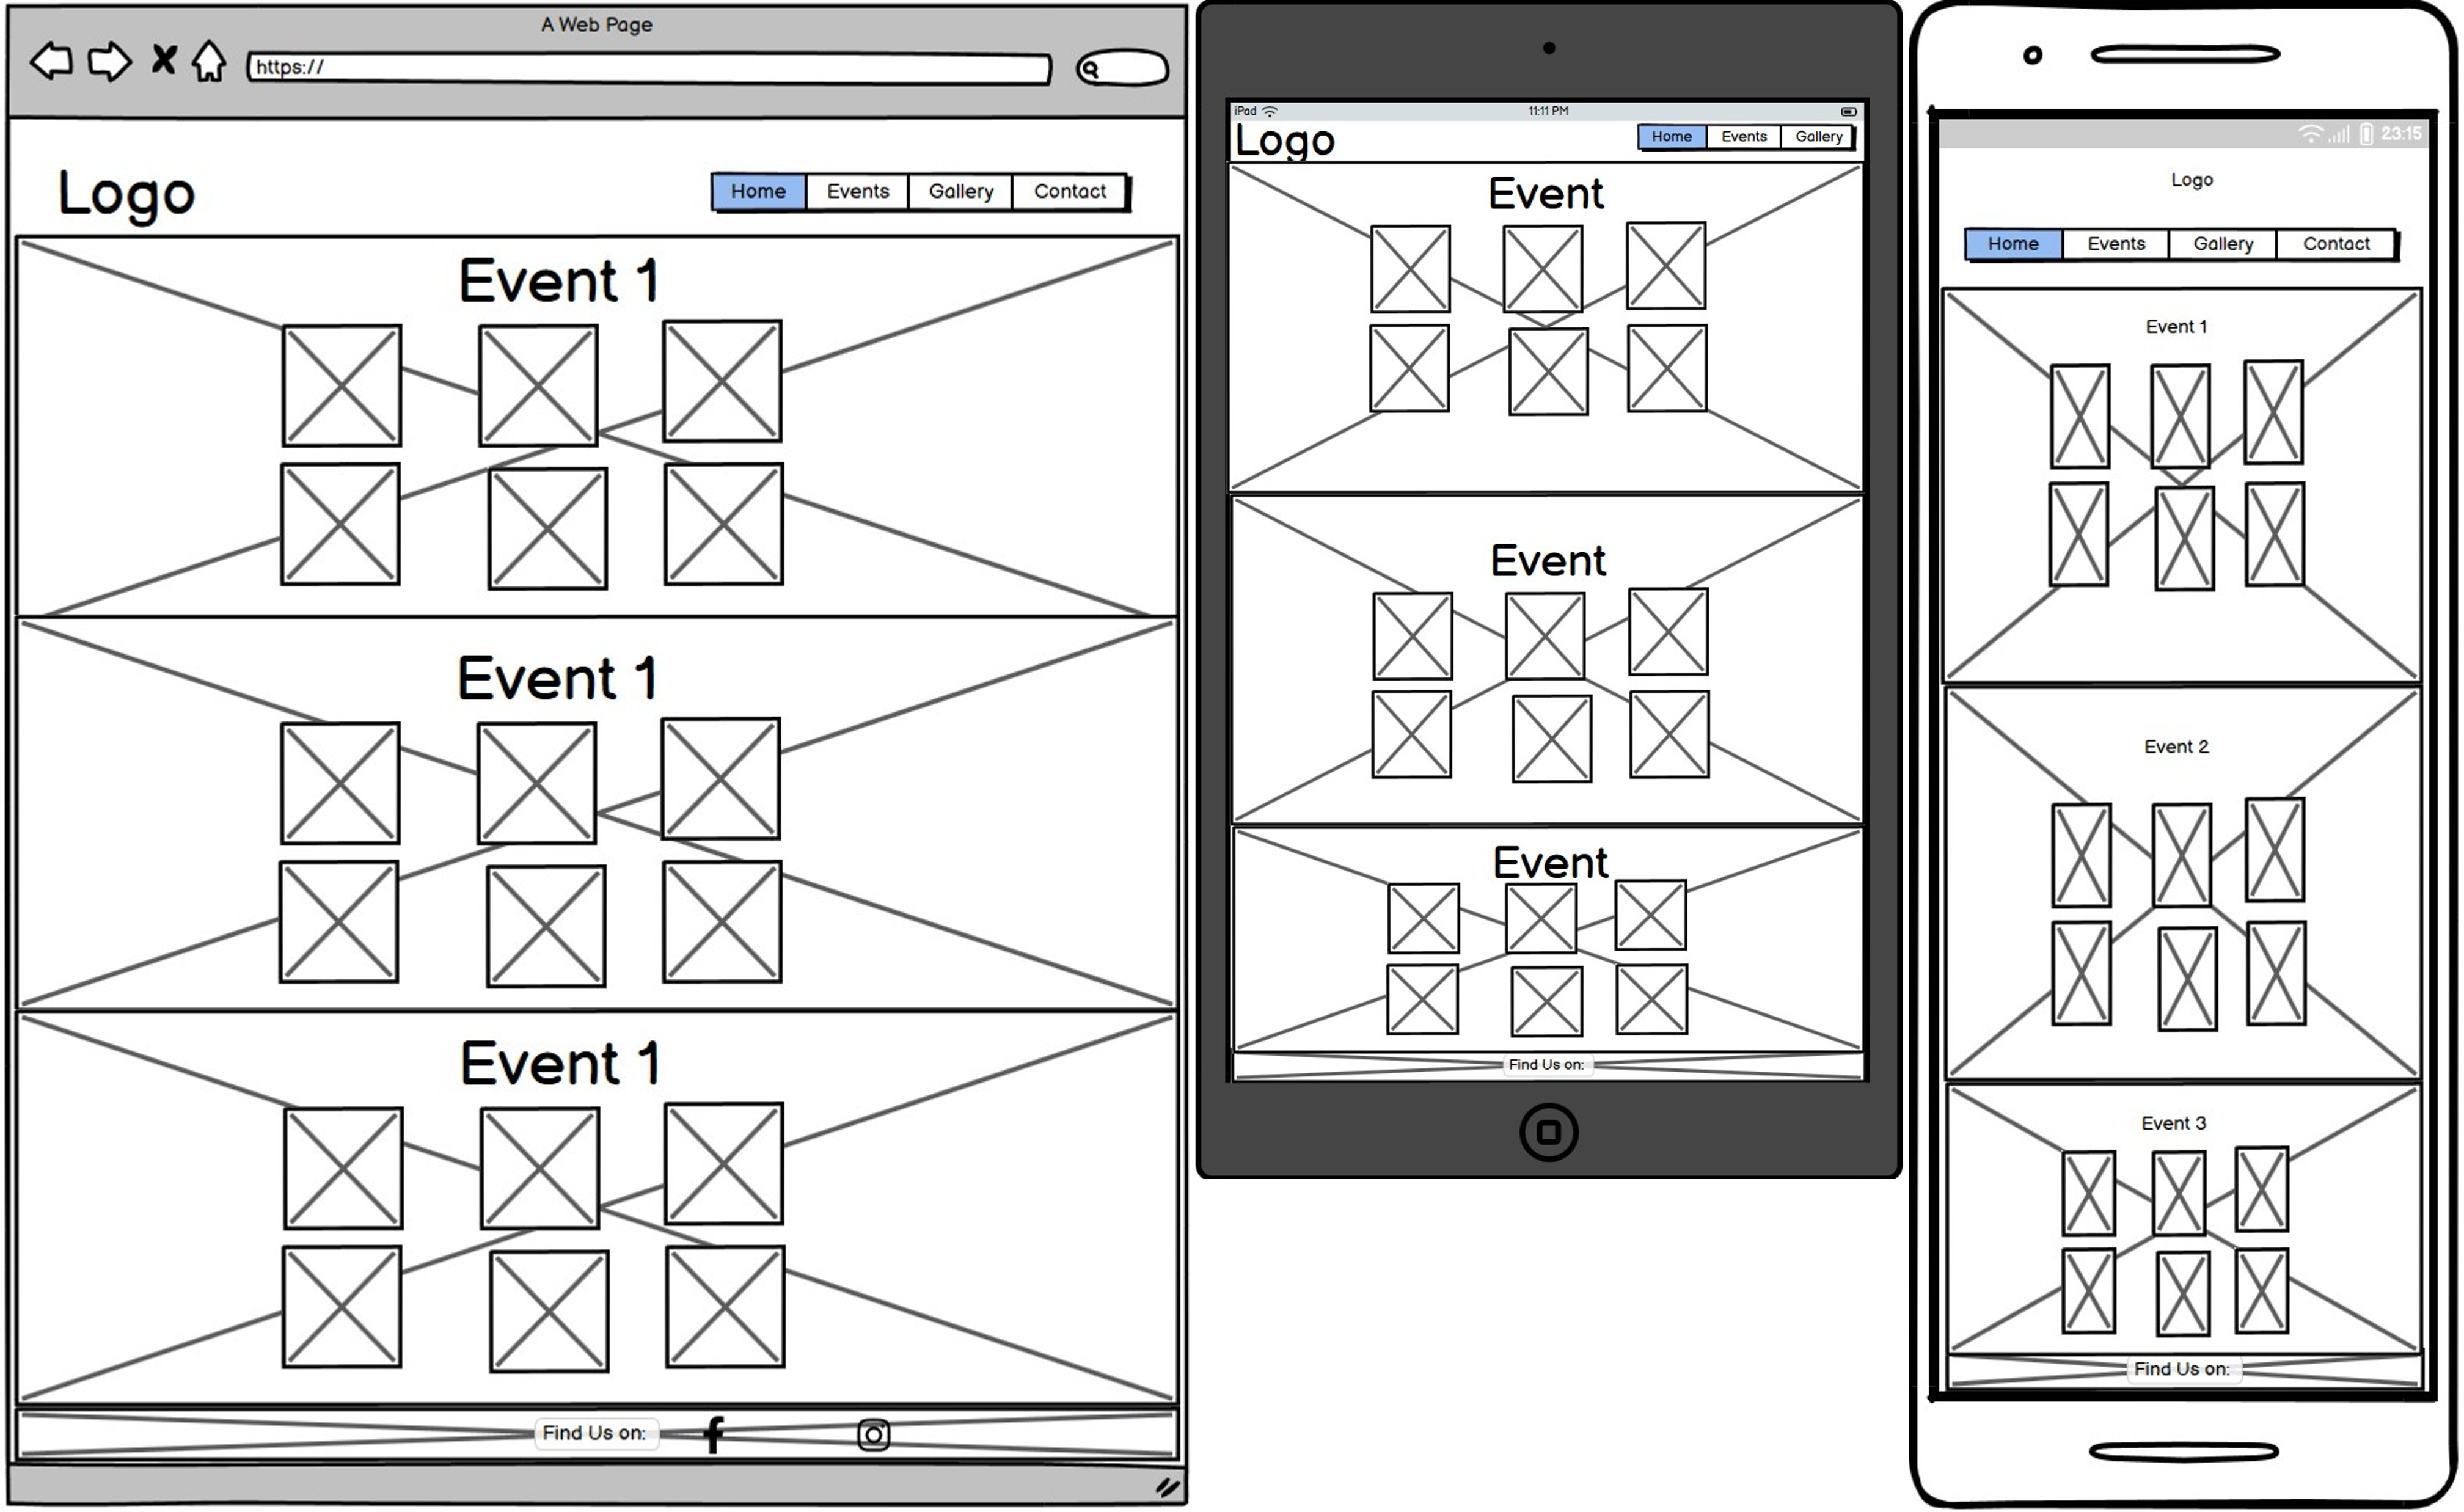 A Web Page
https://
Logo
Home Events Gallery Contact
Event 1
Event 1
Event 1
Find Us on:
iPad 11:11 PM
Logo
Home Events Gallery
Event
Event
Event
Find Us on:
23:15
Logo
Home Events Gallery Contact
Event 1
Event 2
Event 3
Find Us on: